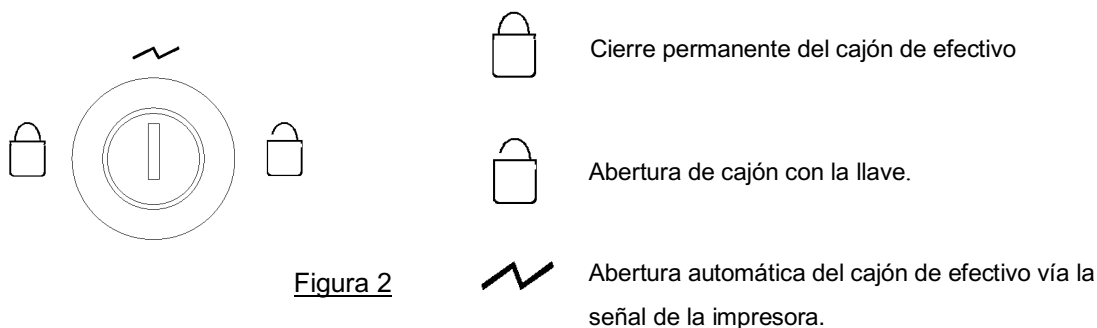 Cierre permanente del cajón de efectivo
Abertura de cajón con la llave.
Figura 2
Abertura automática del cajón de efectivo vía la
señal de la impresora.